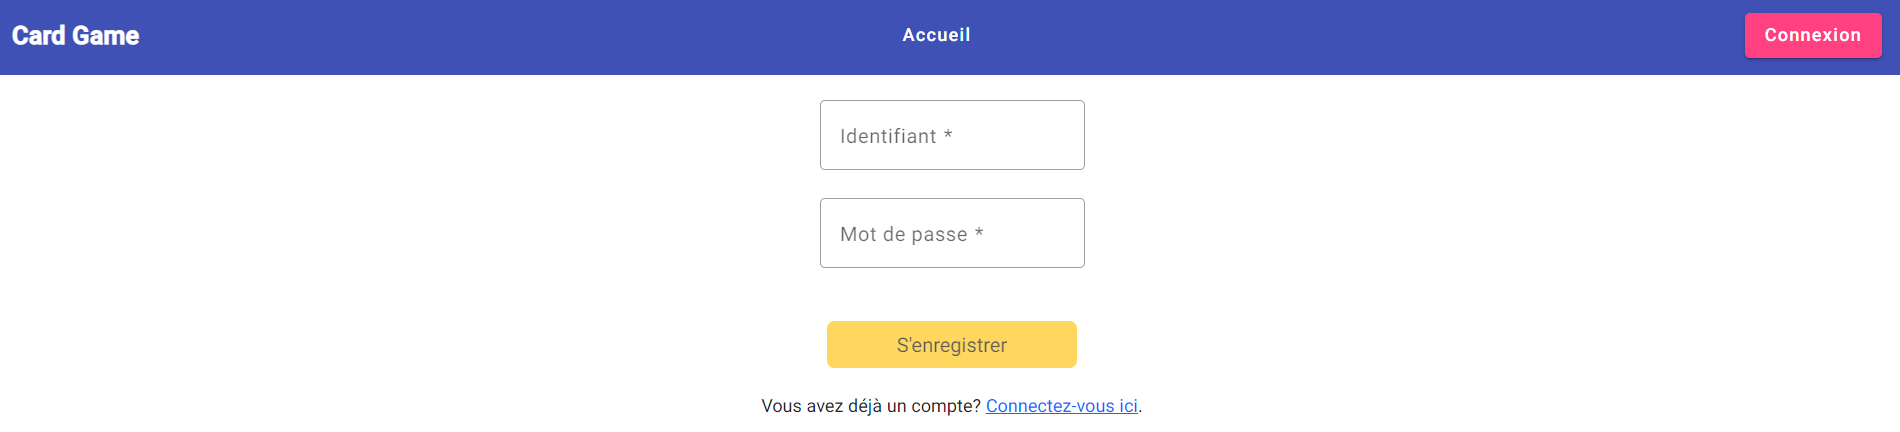 Card Game
Accueil
Connexion
Identifiant *
Mot de passe *
S'enregistrer
Vous avez déjà un compte? Connectez-vous ici.